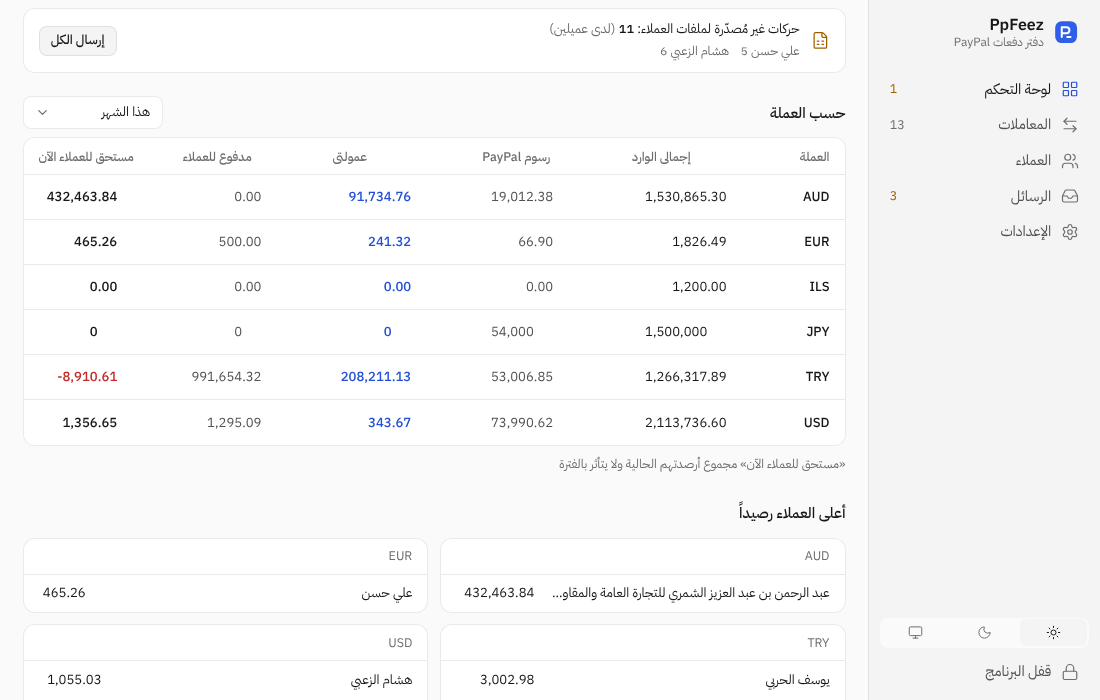 PpFeez
دفتر دفعات PayPal
لوحة التحكم 1
المعاملات 13
العملاء
الرسائل 3
الإعدادات
قفل البرنامج
حركات غير مُصدّرة لملفات العملاء: 11 (لدى عميلين)
علي حسن 5 هشام الزعبي 6
إرسال الكل
حسب العملة
هذا الشهر
العملة إجمالي الوارد رسوم PayPal عمولتي مدفوع للعملاء مستحق للعملاء الآن
AUD 1,530,865.30 19,012.38 91,734.76 0.00 432,463.84
EUR 1,826.49 66.90 241.32 500.00 465.26
ILS 1,200.00 0.00 0.00 0.00 0.00
JPY 1,500,000 54,000 0 0 0
TRY 1,266,317.89 53,006.85 208,211.13 991,654.32 -8,910.61
USD 2,113,736.60 73,990.62 343.67 1,295.09 1,356.65
«مستحق للعملاء الآن» مجموع أرصدتهم الحالية ولا يتأثر بالفترة
أعلى العملاء رصيداً
AUD
عبد الرحمن بن عبد العزيز الشمري للتجارة العامة والمقاو... 432,463.84
EUR
علي حسن 465.26
TRY
يوسف الحربي 3,002.98
USD
هشام الزعبي 1,055.03